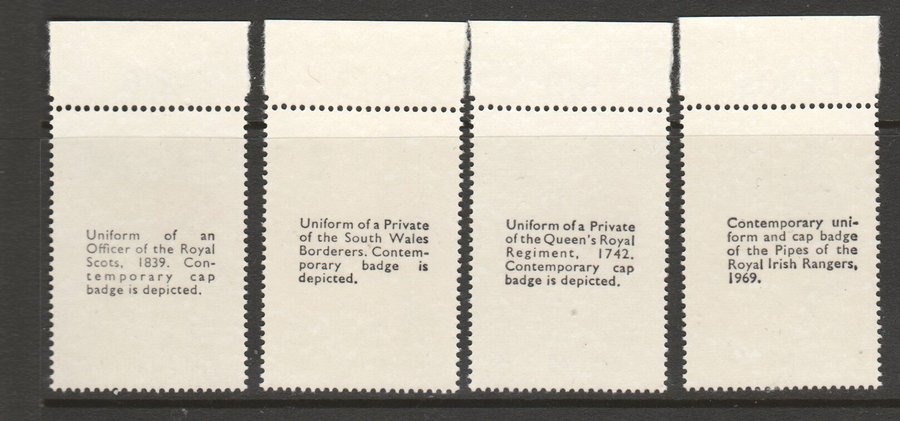 Uniform of an
Officer of the Royal
Scots, 1839. Con-
temporary cap
badge is depicted.
Uniform of a Private
of the South Wales
Borderers. Contem-
porary badge is
depicted.
Uniform of a Private
of the Queen's Royal
Regiment, 1742.
Contemporary cap
badge is depicted.
Contemporary uni-
form and cap badge
of the Pipes of the
Royal Irish Rangers,
1969.